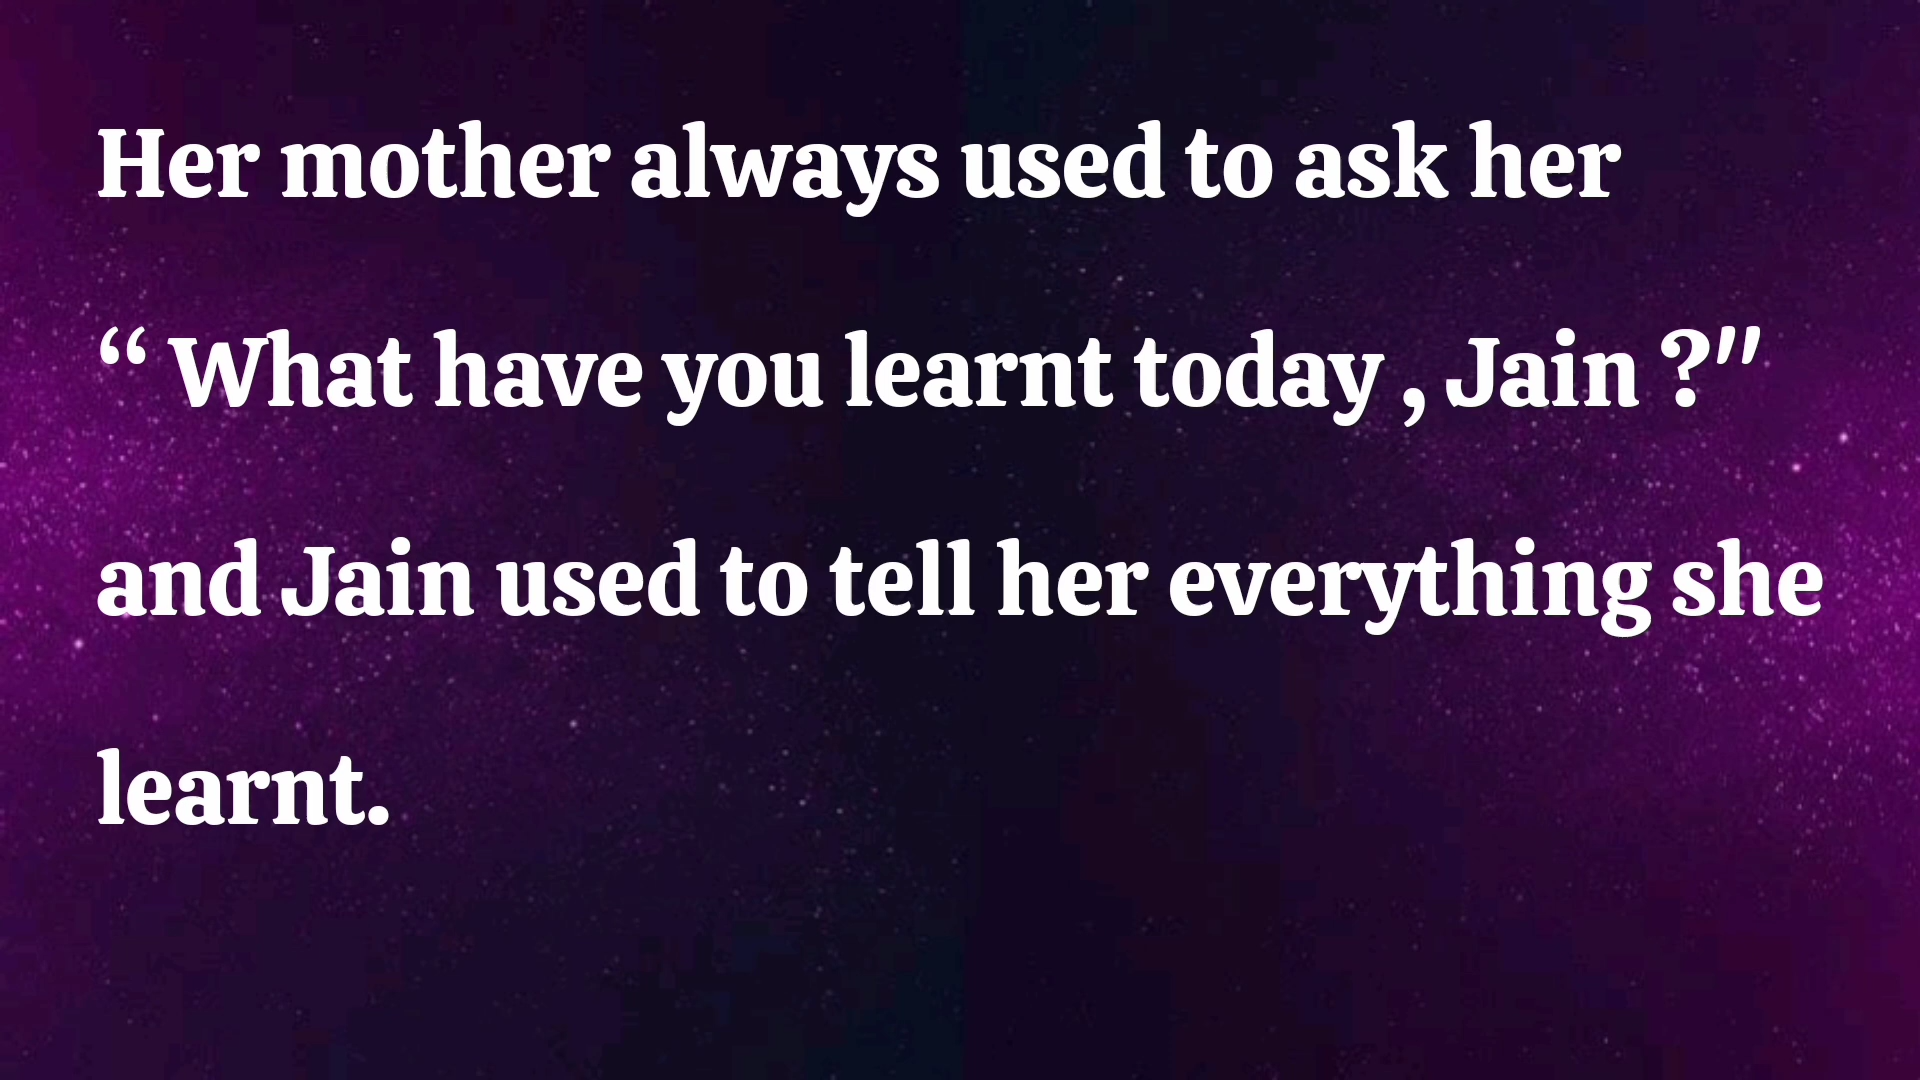 Her mother always used to ask her
“ What have you learnt today , Jain ?"
and Jain used to tell her everything she
learnt.